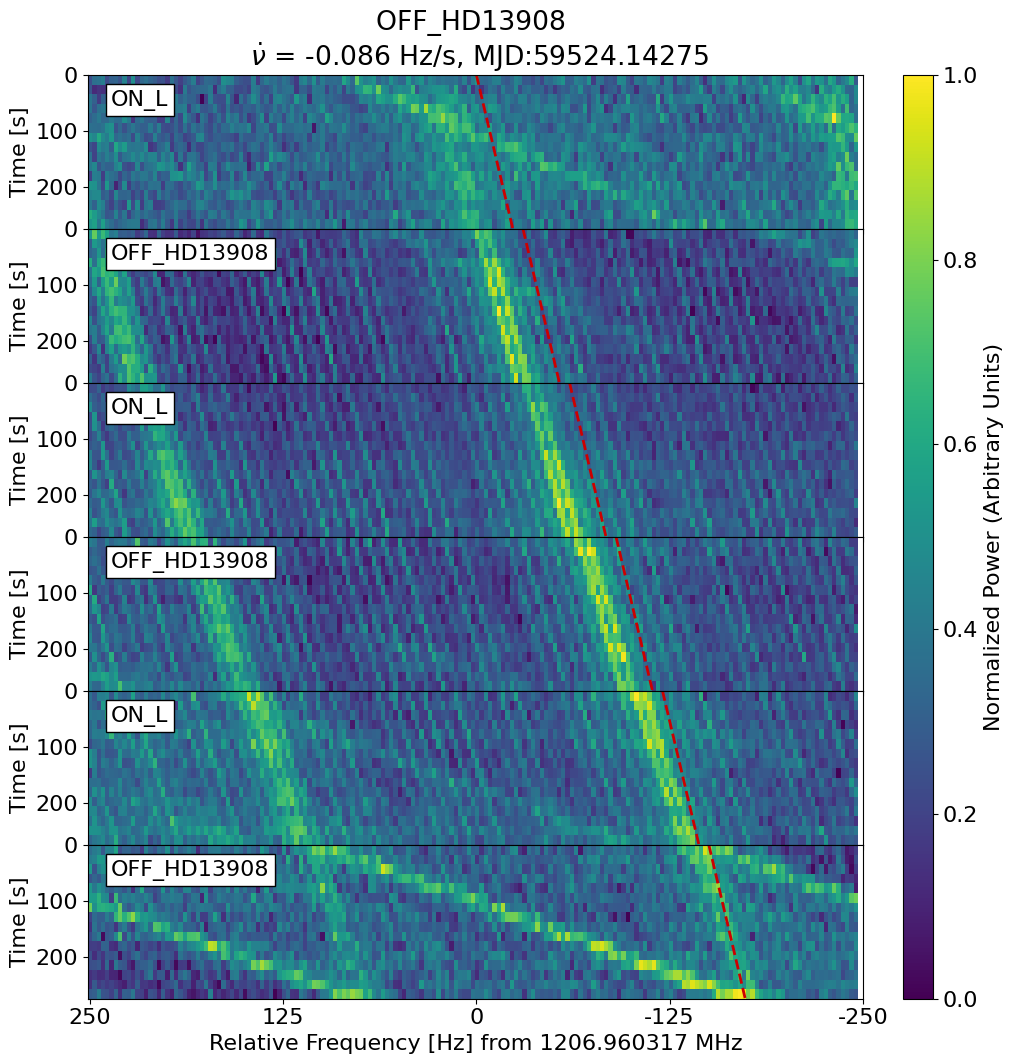 OFF_HD13908
ν̇ = -0.086 Hz/s, MJD:59524.14275
0
100
200
Time [s]
ON_L
0
100
200
Time [s]
OFF_HD13908
0
100
200
Time [s]
ON_L
0
100
200
Time [s]
OFF_HD13908
0
100
200
Time [s]
ON_L
0
100
200
Time [s]
OFF_HD13908
250
125
0
-125
-250
Relative Frequency [Hz] from 1206.960317 MHz
1.0
0.8
0.6
0.4
0.2
0.0
Normalized Power (Arbitrary Units)